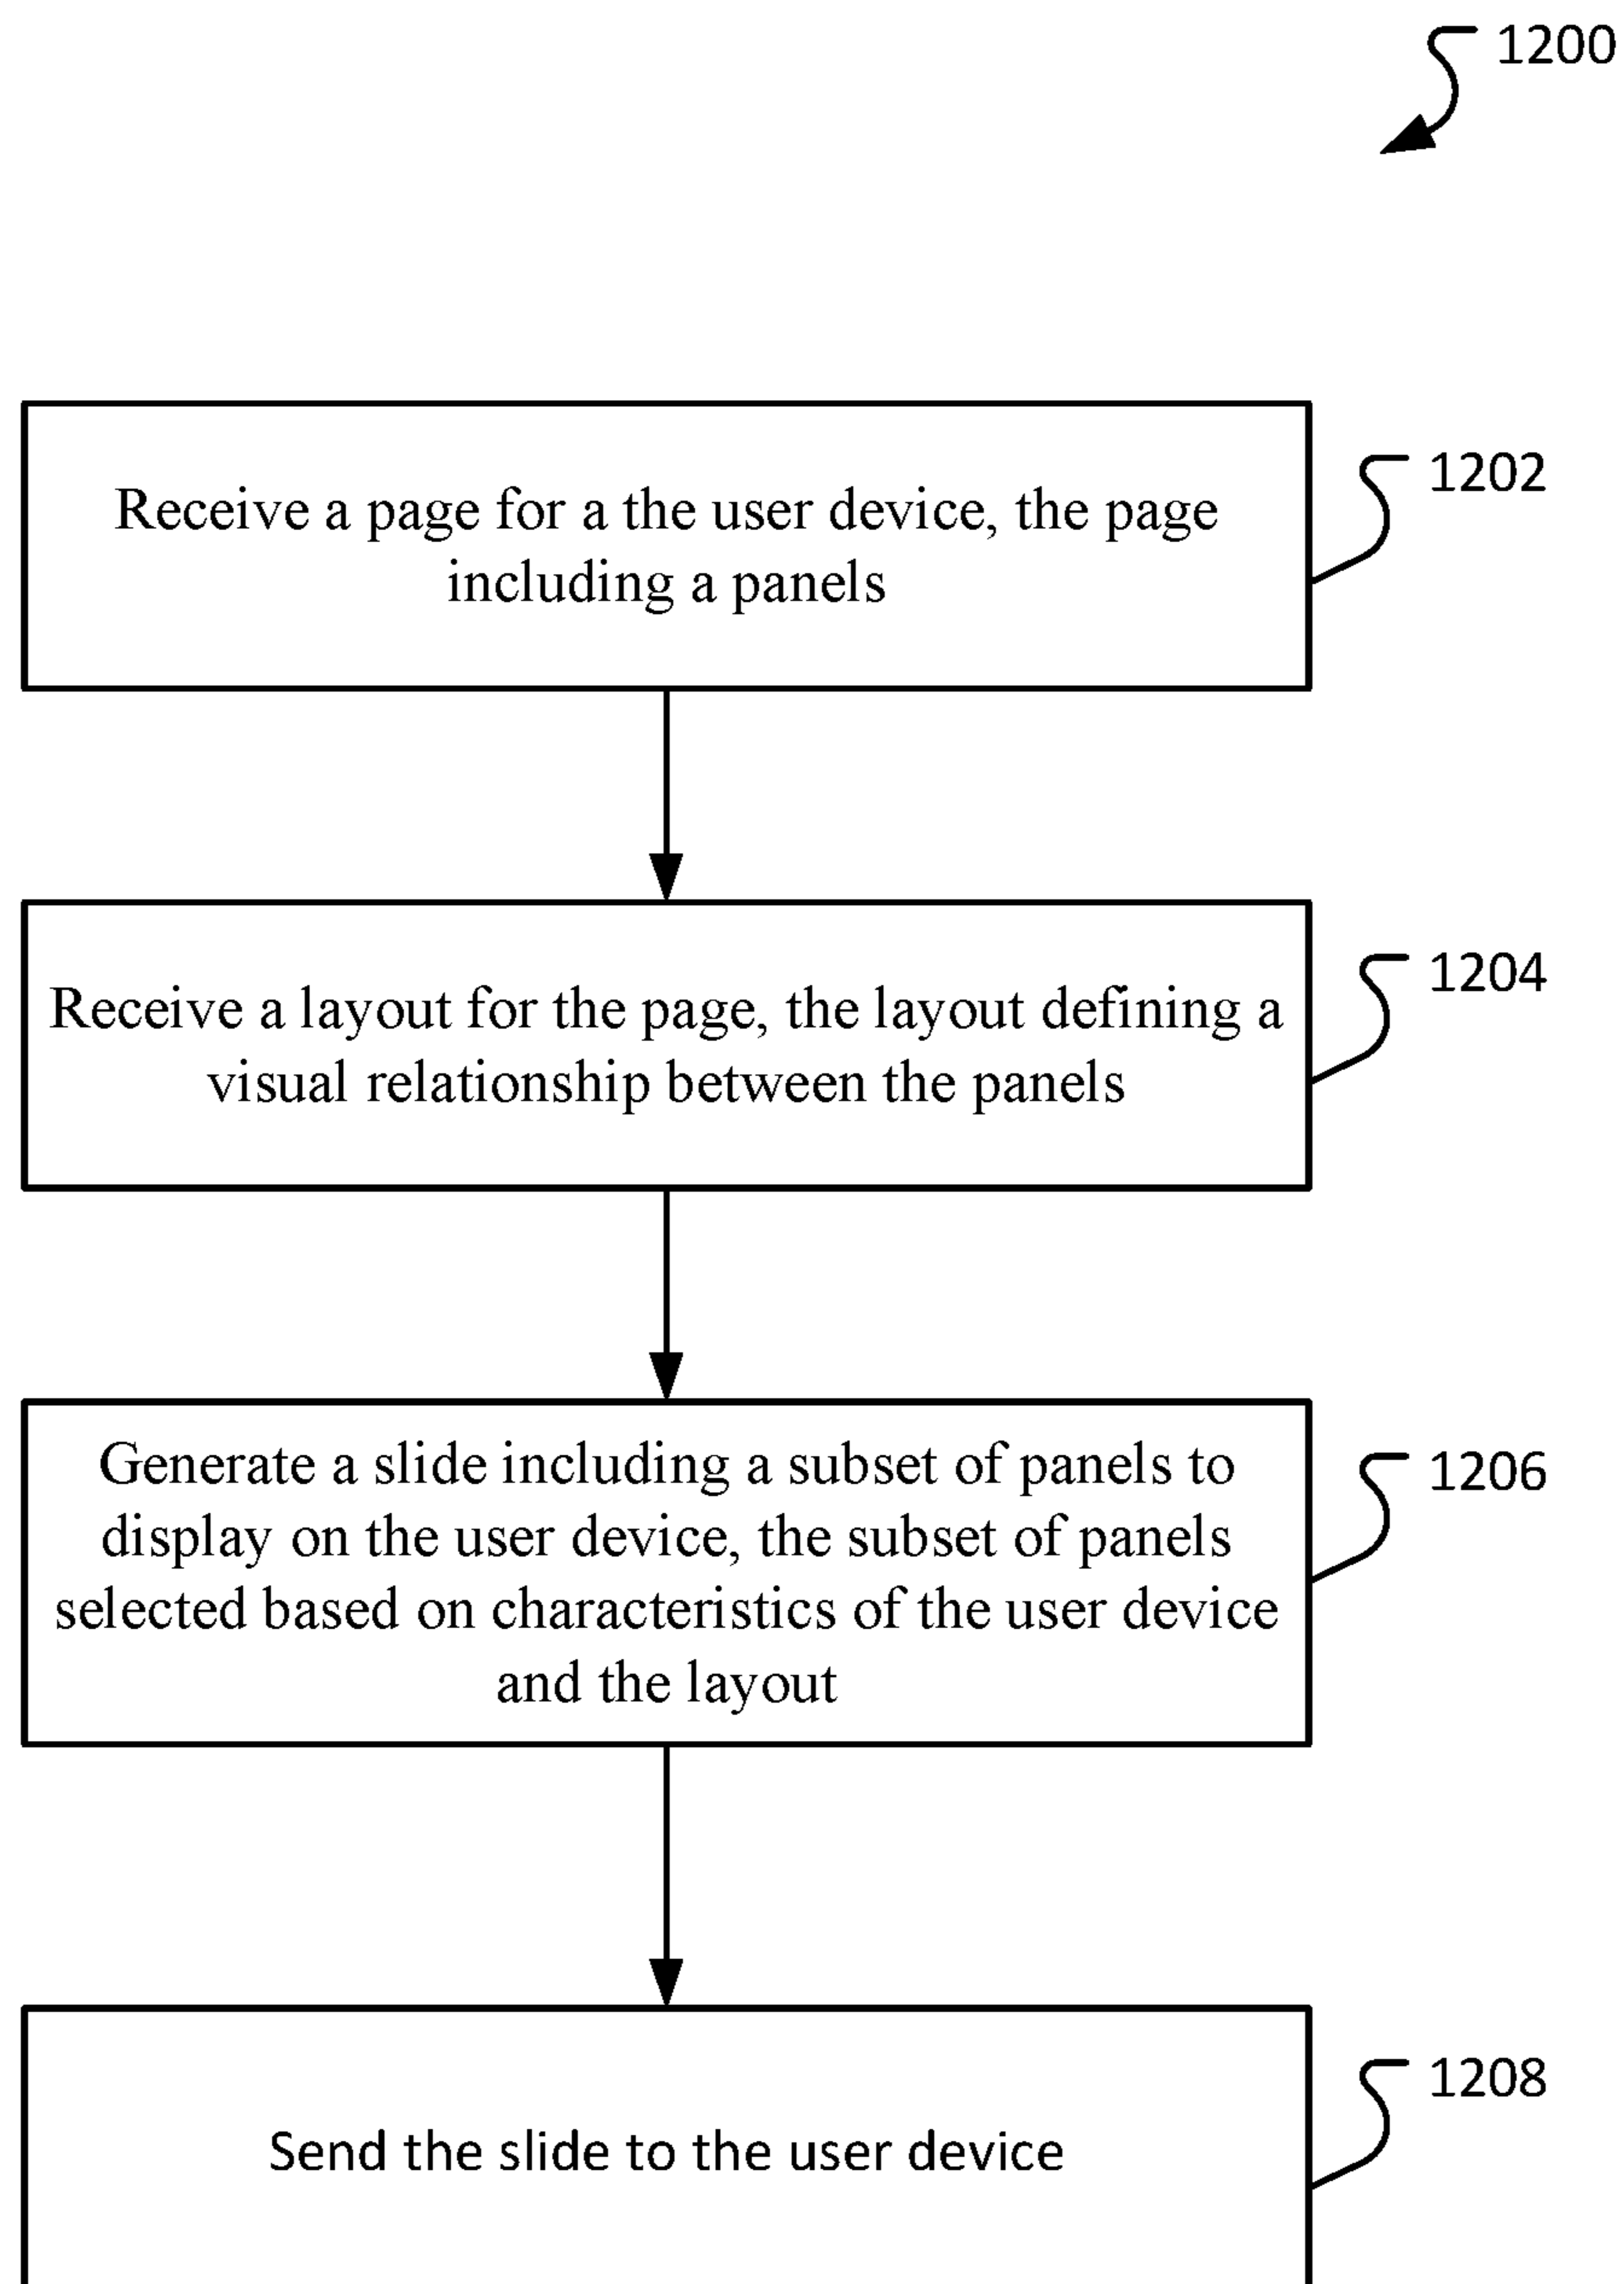 1200
Receive a page for a the user device, the page
including a panels
1202
Receive a layout for the page, the layout defining a
visual relationship between the panels
1204
Generate a slide including a subset of panels to
display on the user device, the subset of panels
selected based on characteristics of the user device
and the layout
1206
Send the slide to the user device
1208